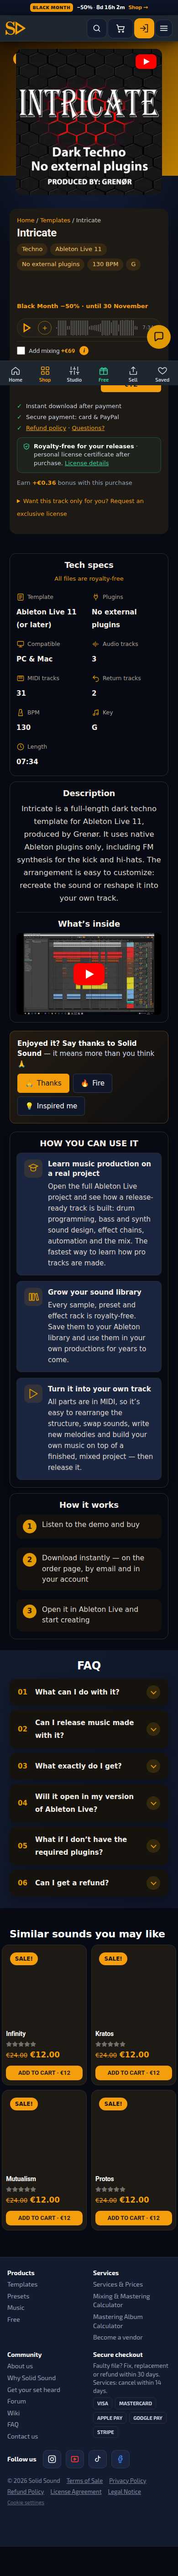 BLACK MONTH −50% · 8d 16h 2m Shop →
INTRICATE
Dark Techno
No external plugins
PRODUCED BY: GRENØR
Home / Templates / Intricate
Intricate
Techno Ableton Live 11
No external plugins 130 BPM G
Black Month −50% · until 30 November
Add mixing +€59
Home Shop Studio Free Sell Saved
✓ Instant download after payment
✓ Secure payment: card & PayPal
✓ Refund policy · Questions?
Royalty-free for your releases ·
personal license certificate after
purchase. License details
Earn +€0.36 bonus with this purchase
▶ Want this track only for you? Request an
exclusive license
Tech specs
All files are royalty-free
Template
Ableton Live 11
(or later)
Plugins
No external
plugins
Compatible
PC & Mac
Audio tracks
3
MIDI tracks
31
Return tracks
2
BPM
130
Key
G
Length
07:34
Description
Intricate is a full-length dark techno
template for Ableton Live 11,
produced by Grenør. It uses native
Ableton plugins only, including FM
synthesis for the kick and hi-hats. The
arrangement is easy to customize:
recreate the sound or reshape it into
your own track.
What’s inside
Enjoyed it? Say thanks to Solid
Sound — it means more than you think
🙏
🙏 Thanks 🔥 Fire
💡 Inspired me
HOW YOU CAN USE IT
Learn music production on
a real project
Open the full Ableton Live
project and see how a release-
ready track is built: drum
programming, bass and synth
sound design, effect chains,
automation and the mix. The
fastest way to learn how pro
tracks are made.
Grow your sound library
Every sample, preset and
effect rack is royalty-free.
Save them to your Ableton
library and use them in your
own productions for years to
come.
Turn it into your own track
All parts are in MIDI, so it’s
easy to change the
structure, swap sounds, write
new melodies and build your
own music on top of a
finished, mixed project — then
release it.
How it works
1 Listen to the demo and buy
2 Download instantly — on the
order page, by email and in
your account
3 Open it in Ableton Live and
start creating
FAQ
01 What can I do with it?
02 Can I release music made
with it?
03 What exactly do I get?
04 Will it open in my version
of Ableton Live?
05 What if I don’t have the
required plugins?
06 Can I get a refund?
Similar sounds you may like
SALE!
Infinity
€24.00 €12.00
ADD TO CART · €12
SALE!
Kratos
€24.00 €12.00
ADD TO CART · €12
SALE!
Mutualism
€24.00 €12.00
ADD TO CART · €12
SALE!
Protos
€24.00 €12.00
ADD TO CART · €12
Products
Templates
Presets
Music
Free
Services
Services & Prices
Mixing & Mastering
Calculator
Mastering Album
Calculator
Become a vendor
Community
About us
Why Solid Sound
Get your set heard
Forum
Wiki
FAQ
Contact us
Secure checkout
Faulty file? Fix, replacement
or refund within 30 days.
Services: cancel within 14
days.
VISA MASTERCARD
APPLE PAY GOOGLE PAY
STRIPE
Follow us
© 2026 Solid Sound Terms of Sale Privacy Policy
Refund Policy License Agreement Legal Notice
Cookie settings